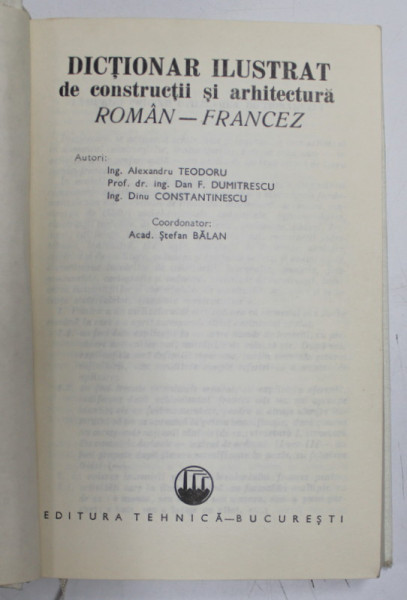 DICȚIONAR ILUSTRAT
de construcții și arhitectură
ROMÂN — FRANCEZ
Autori:
Ing. Alexandru TEODORU
Prof. dr. ing. Dan F. DUMITRESCU
Ing. Dinu CONSTANTINESCU
Coordonator:
Acad. Ștefan BĂLAN
EDITURA TEHNICĂ—BUCUREȘTI